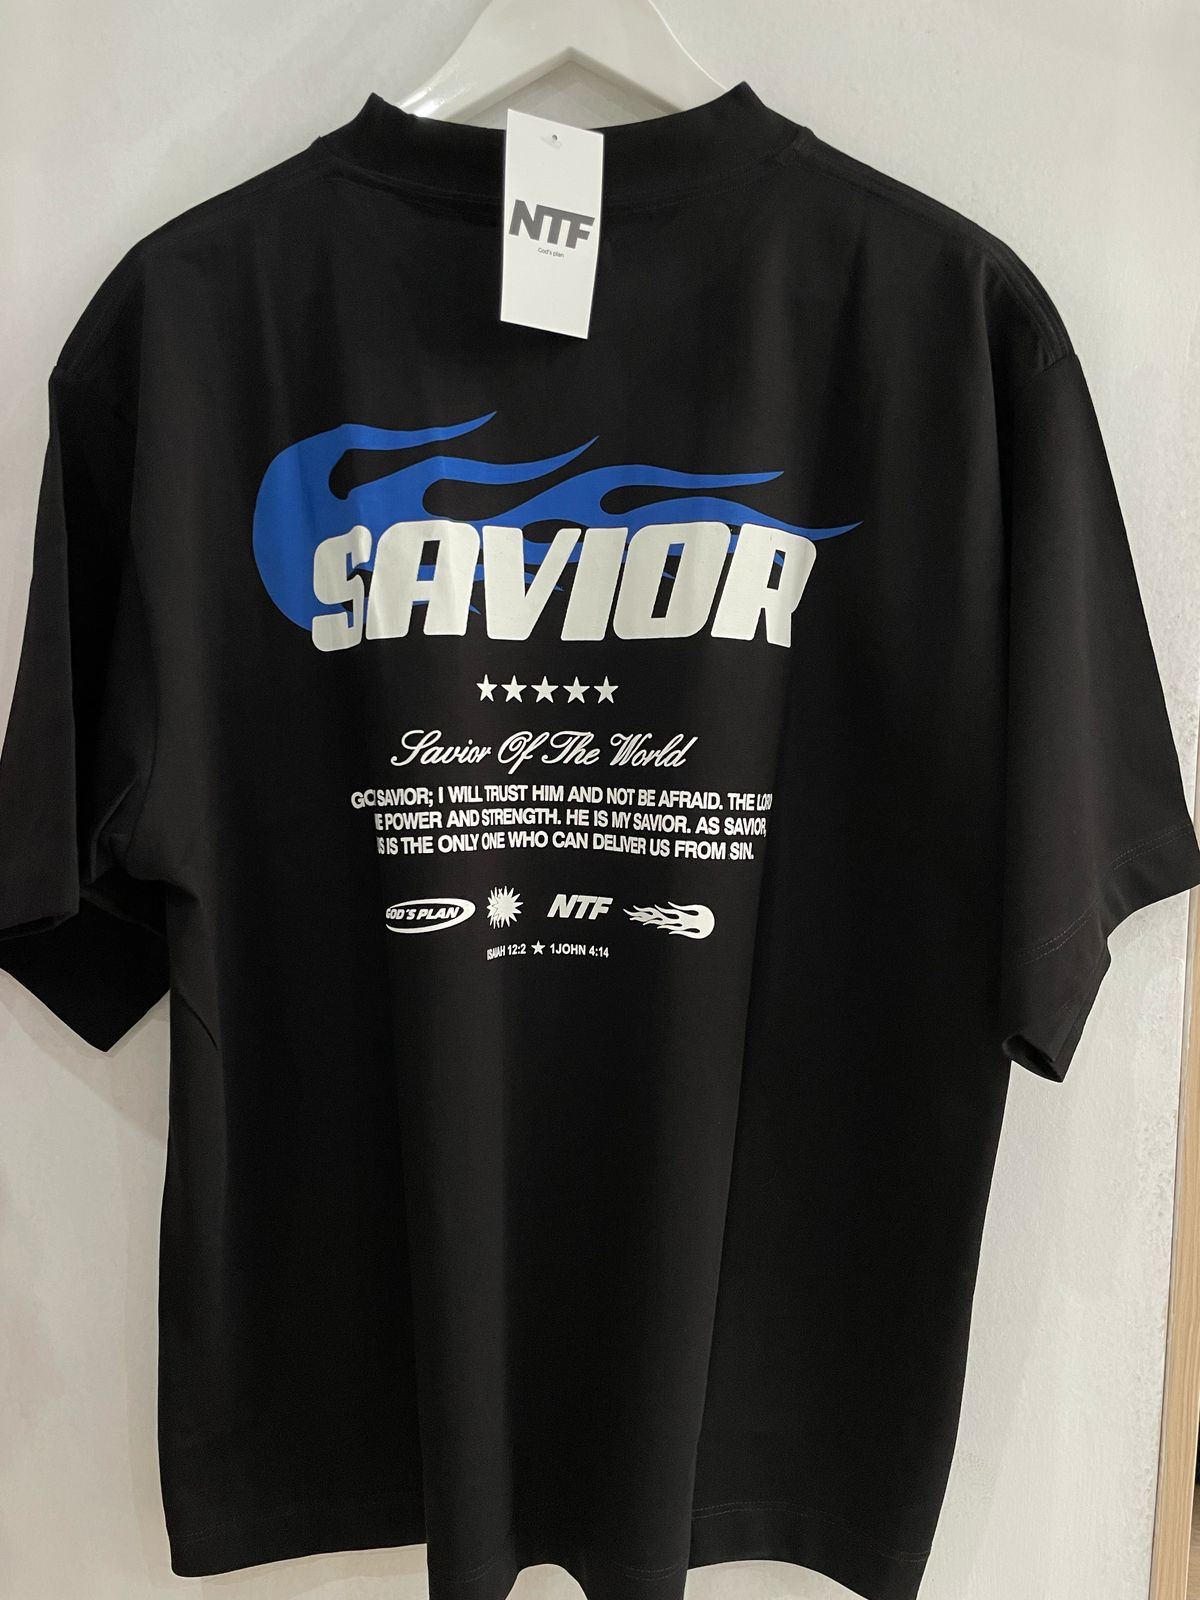 NTF
God's plan
SAVIOR
Savior Of The World
SAVIOR; I WILL TRUST HIM AND NOT BE AFRAID. THE LORD
POWER AND STRENGTH. HE IS MY SAVIOR. AS SAVIOR,
IS THE ONLY ONE WHO CAN DELIVER US FROM SIN.
GOD'S PLAN NTF
ISAIAH 12:2 ★ 1JOHN 4:14